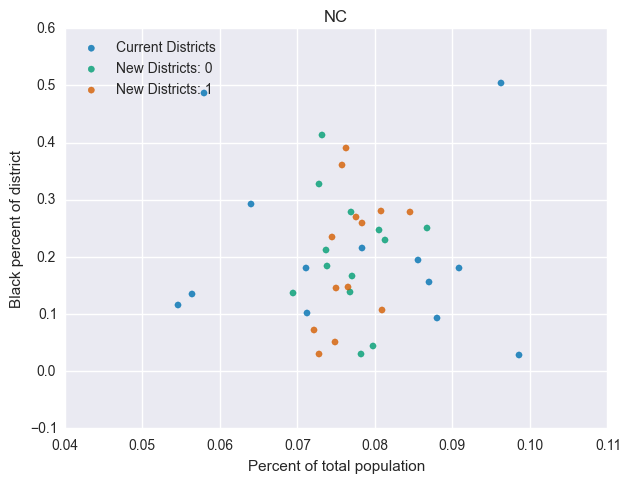 NC
0.6
0.5
0.4
0.3
0.2
0.1
0.0
−0.1
Black percent of district
Current Districts
New Districts: 0
New Districts: 1
0.04 0.05 0.06 0.07 0.08 0.09 0.10 0.11
Percent of total population